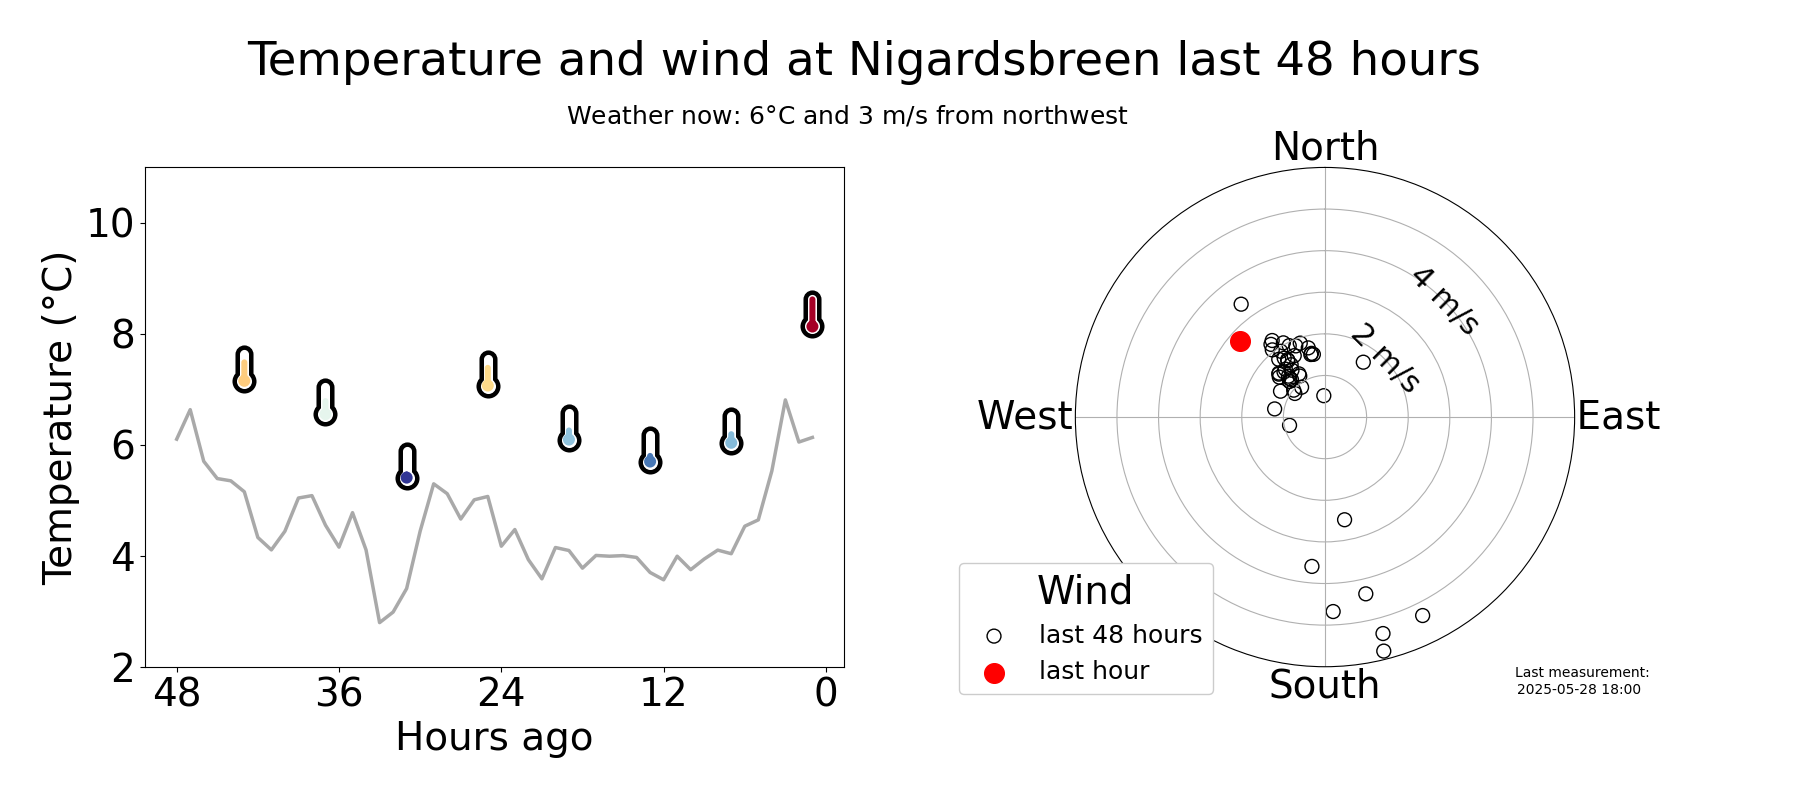 Temperature and wind at Nigardsbreen last 48 hours
Weather now: 6°C and 3 m/s from northwest
Temperature (°C)
10
8
6
4
2
48 36 24 12 0
Hours ago
North
West
East
South
4 m/s
2 m/s
Wind
last 48 hours
last hour
Last measurement:
2025-05-28 18:00